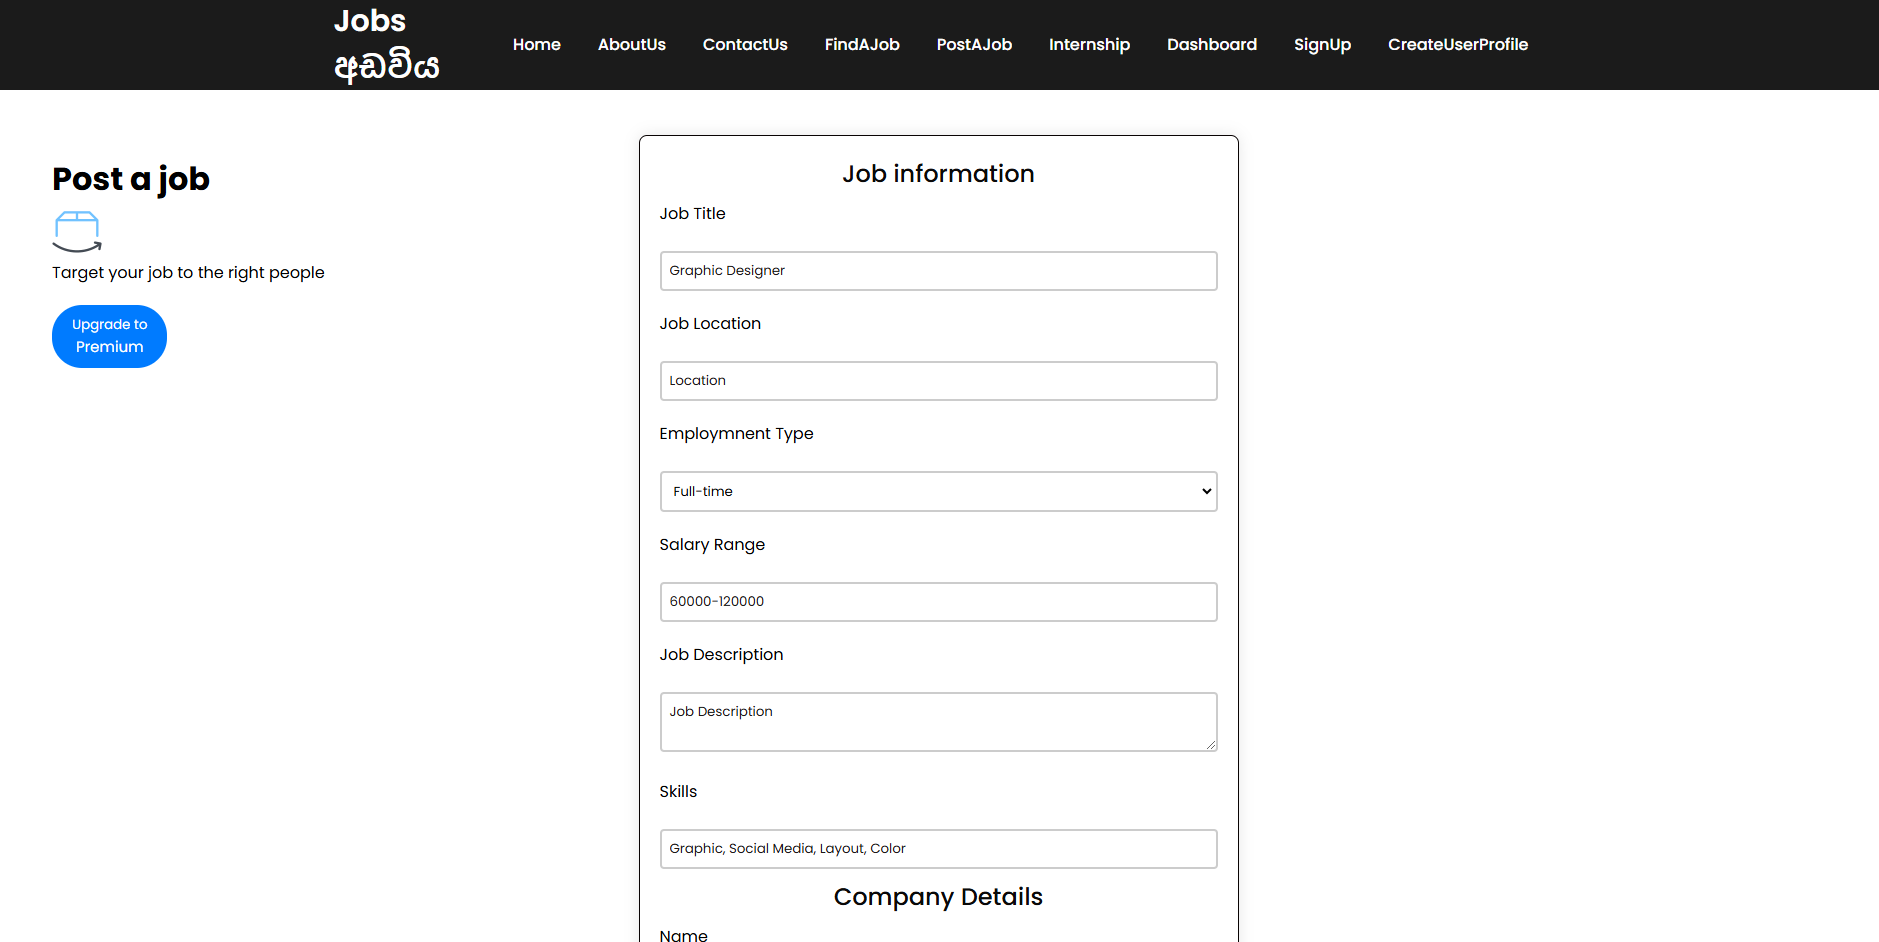 Jobs
අඩවිය
Home AboutUs ContactUs FindAJob PostAJob Internship Dashboard SignUp CreateUserProfile
Post a job
Target your job to the right people
Upgrade to
Premium
Job information
Job Title
Graphic Designer
Job Location
Location
Employmnent Type
Full-time
Salary Range
60000-120000
Job Description
Job Description
Skills
Graphic, Social Media, Layout, Color
Company Details
Name